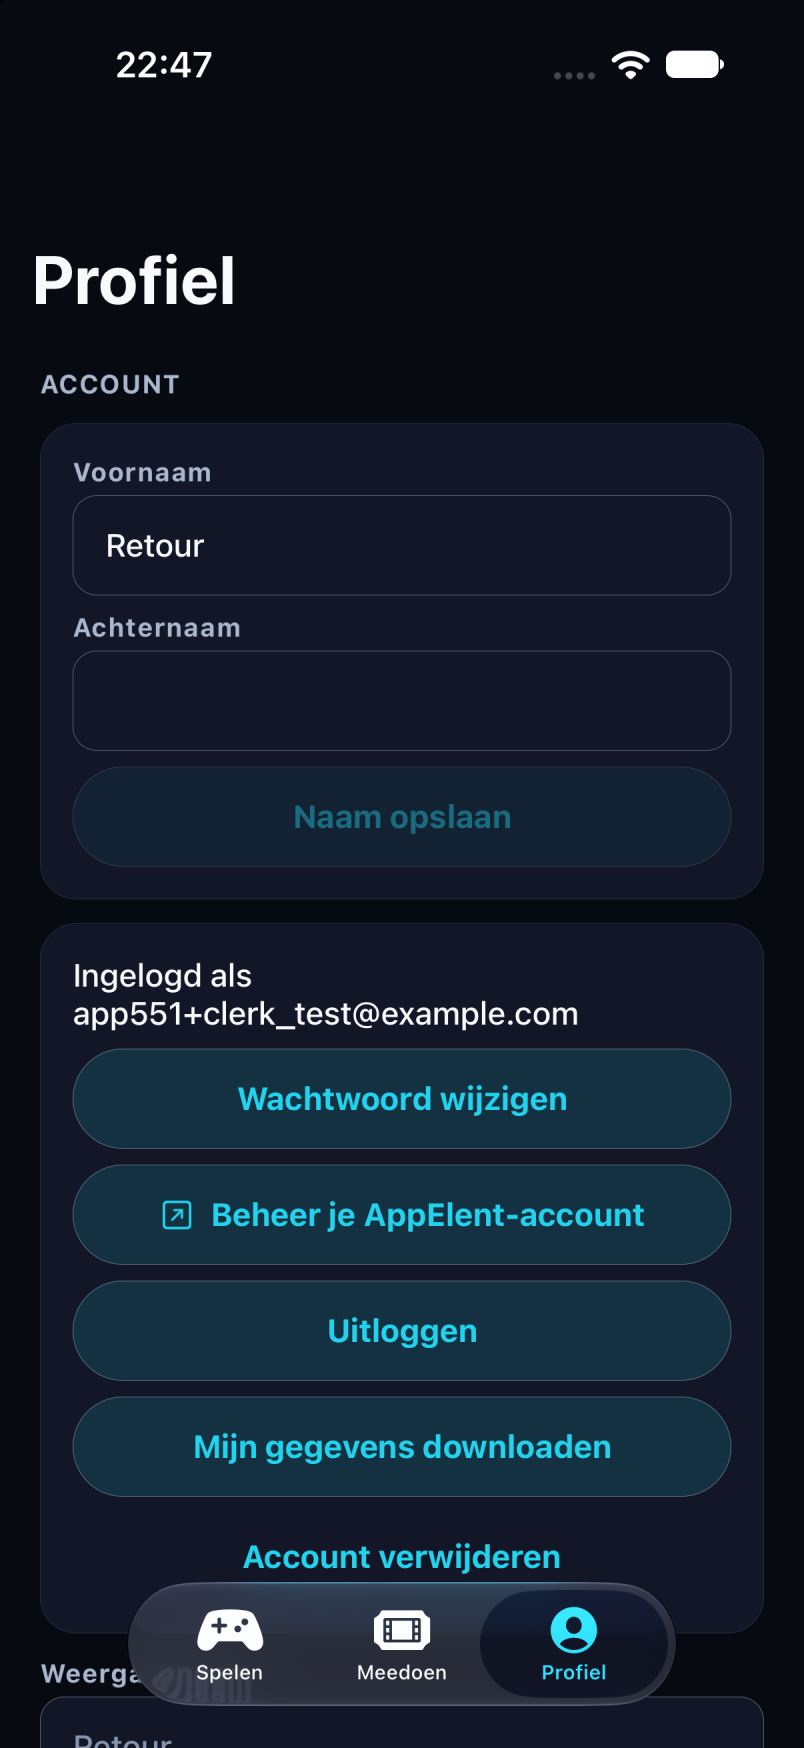 22:47
Profiel
ACCOUNT
Voornaam
Retour
Achternaam
Naam opslaan
Ingelogd als
app551+clerk_test@example.com
Wachtwoord wijzigen
Beheer je AppElent-account
Uitloggen
Mijn gegevens downloaden
Account verwijderen
Spelen
Meedoen
Profiel
Retour